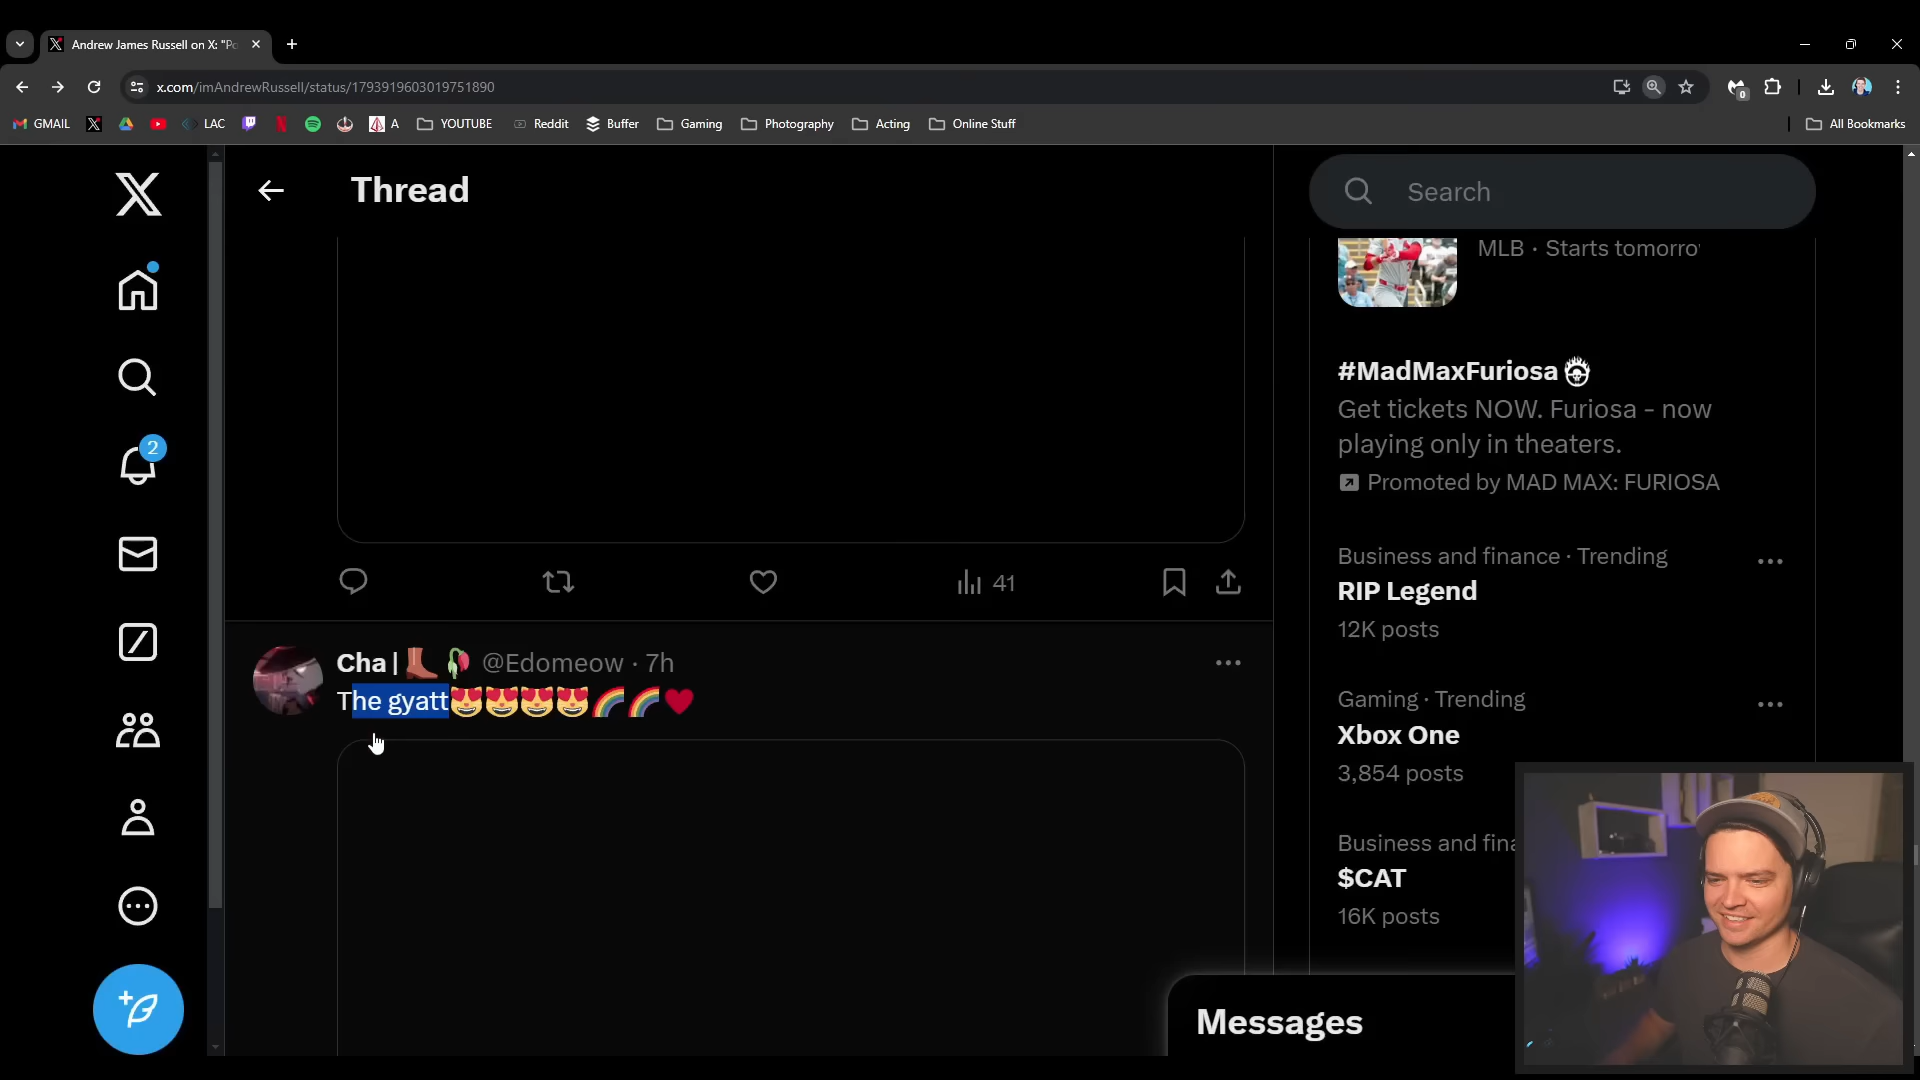 Andrew James Russell on X: "Po
x.com/imAndrewRussell/status/1793919603019751890
0
GMAIL
LAC
A
YOUTUBE
Reddit
Buffer
Gaming
Photography
Acting
Online Stuff
All Bookmarks
Thread
Search
MLB · Starts tomorro
#MadMaxFuriosa
Get tickets NOW. Furiosa - now
playing only in theaters.
Promoted by MAD MAX: FURIOSA
2
Business and finance · Trending
RIP Legend
12K posts
41
Cha | 👢🥀 @Edomeow · 7h
The gyatt😻😻😻😻🌈🌈♥️
Gaming · Trending
Xbox One
3,854 posts
Business and fina
$CAT
16K posts
Messages